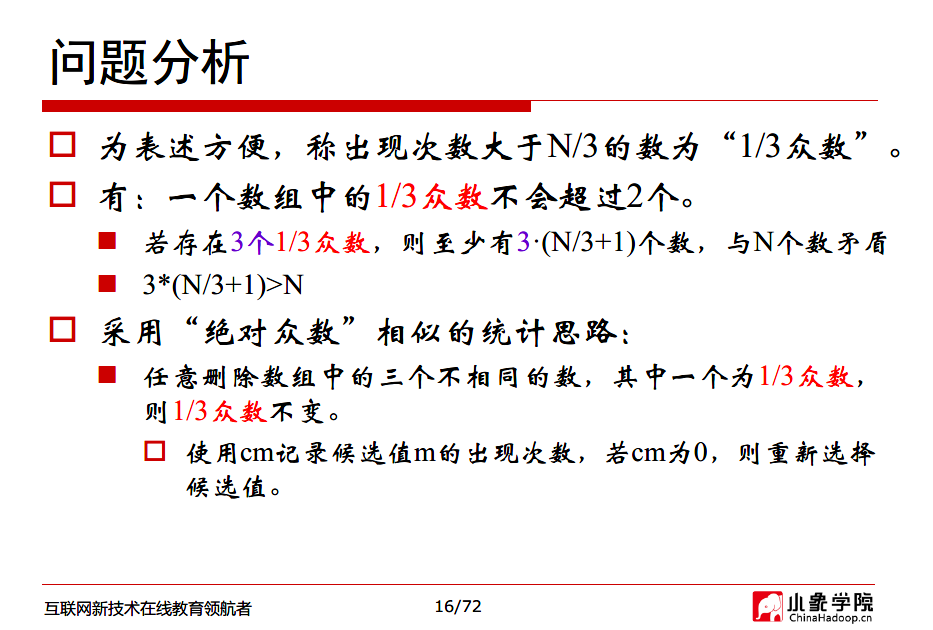 问题分析
为表述方便，称出现次数大于N/3的数为“1/3众数”。
有：一个数组中的1/3众数不会超过2个。
若存在3个1/3众数，则至少有3·(N/3+1)个数，与N个数矛盾
3*(N/3+1)>N
采用“绝对众数”相似的统计思路：
任意删除数组中的三个不相同的数，其中一个为1/3众数，
则1/3众数不变。
使用cm记录候选值m的出现次数，若cm为0，则重新选择
候选值。
互联网新技术在线教育领航者
16/72
小象学院
ChinaHadoop.cn